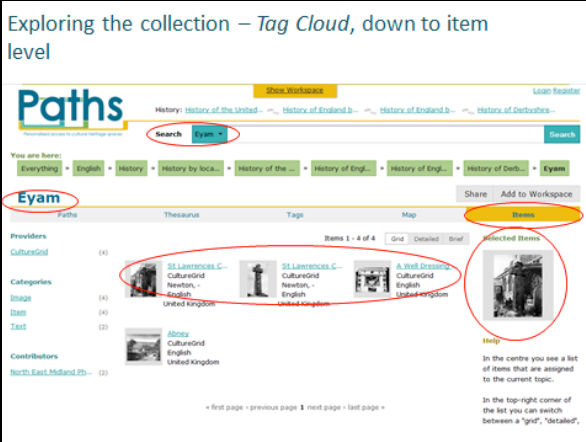 Exploring the collection – Tag Cloud, down to item
level
Show Workspace
Login Register
Paths
Personalised access to cultural heritage spaces
History: History of the United... History of England b... History of England b... History of Derbyshire...
Search Eyam Search
You are here:
Everything » English » History » History by loca... » History of the ... » History of Engl... » History of Engl... » History of Derb... » Eyam
Eyam
Share Add to Workspace
Paths Thesaurus Tags Map Items
Providers
CultureGrid (4)
Categories
Image (4)
Item (4)
Text (2)
Contributors
North East Midland Ph... (2)
Items 1 - 4 of 4 Grid Detailed Brief
St Lawrences C...
CultureGrid
Newton, -
English
United Kingdom
St Lawrences C...
CultureGrid
Newton, -
English
United Kingdom
A Well Dressing
CultureGrid
English
United Kingdom
Abney
CultureGrid
English
United Kingdom
« first page ‹ previous page 1 next page › last page »
Selected Items
Help
In the centre you see a list
of items that are assigned
to the current topic.
In the top-right corner of
the list you can switch
between a "grid", "detailed",